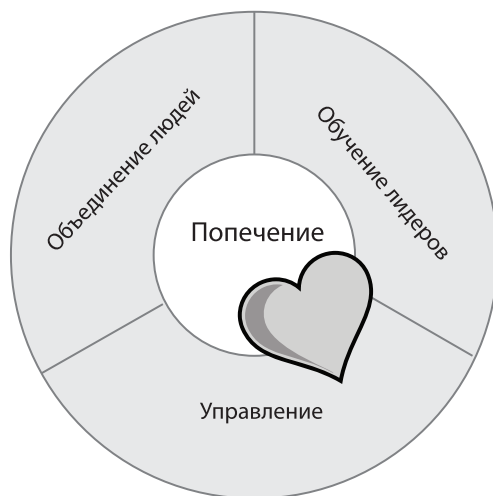 Объединение людей
Обучение лидеров
Попечение
Управление